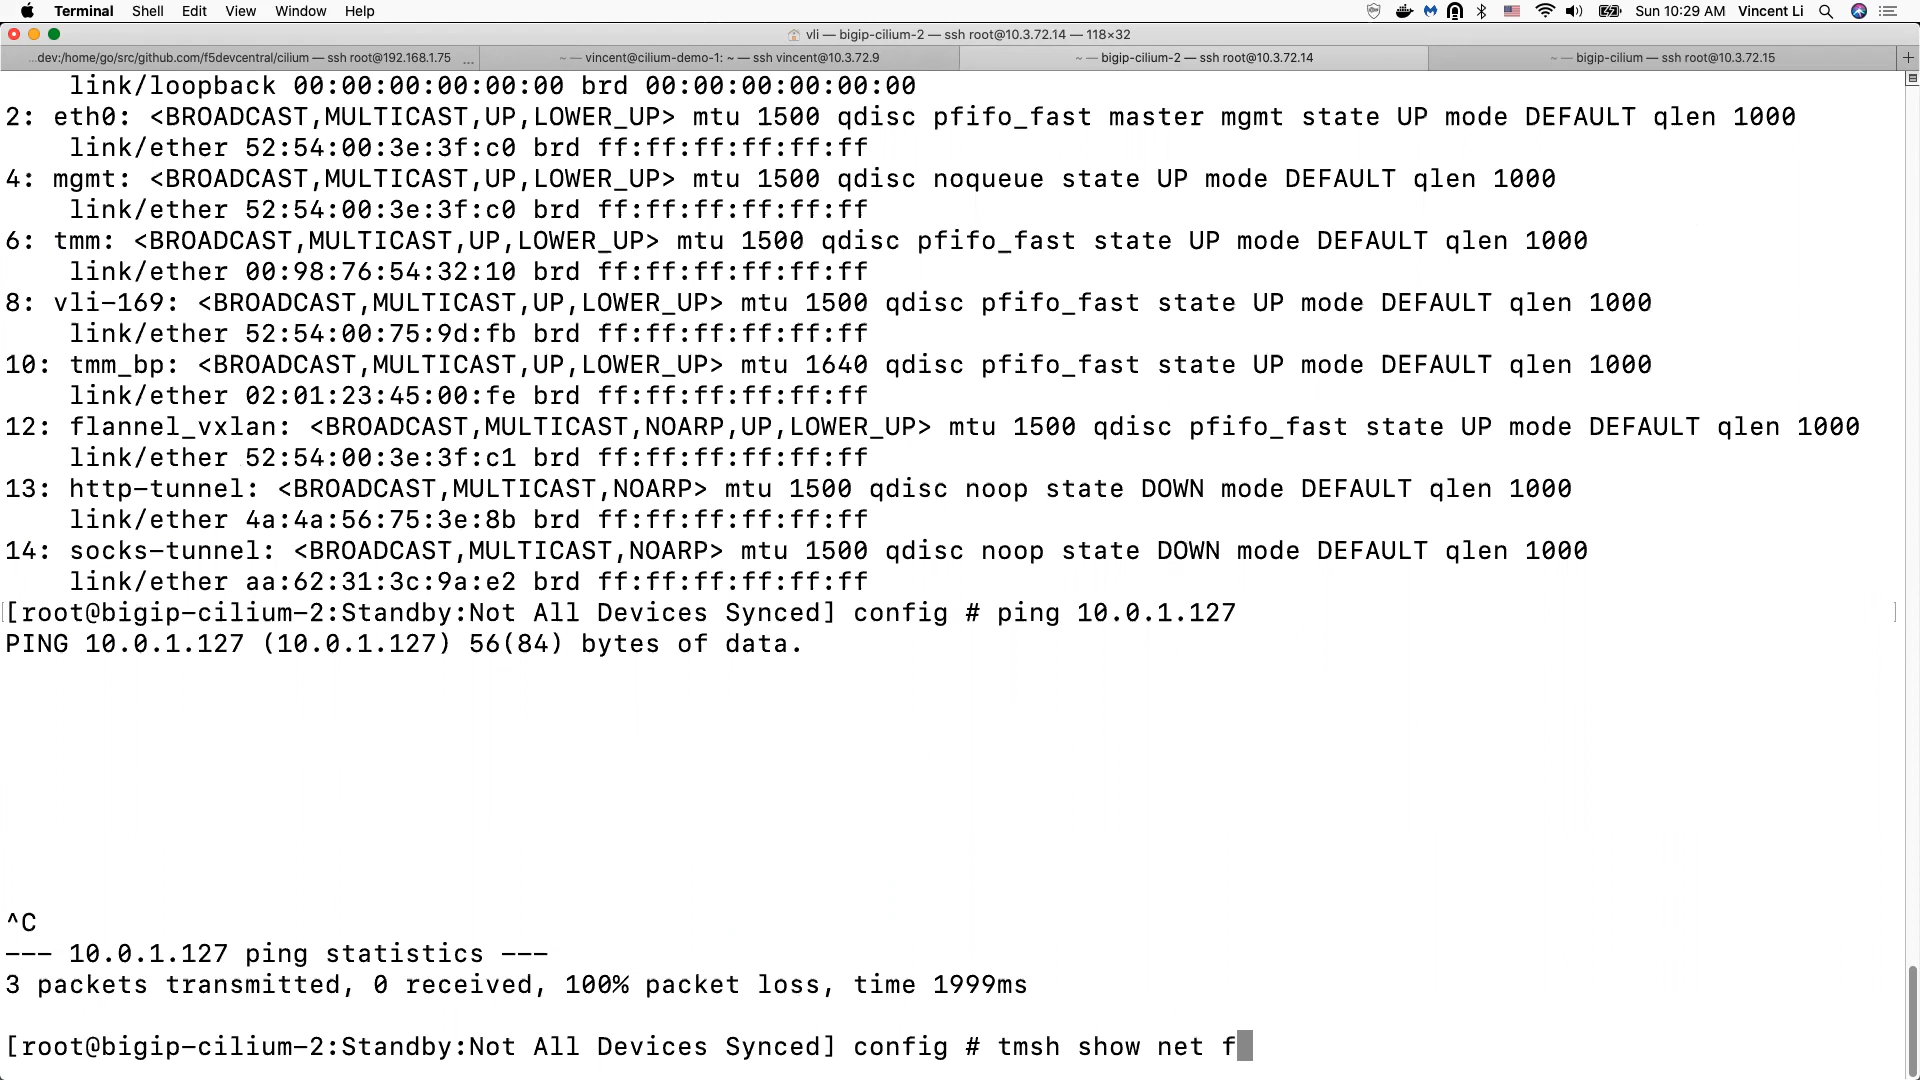 Terminal Shell Edit View Window Help Sun 10:29 AM Vincent Li
vli — bigip-cilium-2 — ssh root@10.3.72.14 — 118×32
...dev:/home/go/src/github.com/f5devcentral/cilium — ssh root@192.168.1.75 ... ~ — vincent@cilium-demo-1: ~ — ssh vincent@10.3.72.9 ~ — bigip-cilium-2 — ssh root@10.3.72.14 ~ — bigip-cilium — ssh root@10.3.72.15 +
link/loopback 00:00:00:00:00:00 brd 00:00:00:00:00:00
2: eth0: <BROADCAST,MULTICAST,UP,LOWER_UP> mtu 1500 qdisc pfifo_fast master mgmt state UP mode DEFAULT qlen 1000
link/ether 52:54:00:3e:3f:c0 brd ff:ff:ff:ff:ff:ff
4: mgmt: <BROADCAST,MULTICAST,UP,LOWER_UP> mtu 1500 qdisc noqueue state UP mode DEFAULT qlen 1000
link/ether 52:54:00:3e:3f:c0 brd ff:ff:ff:ff:ff:ff
6: tmm: <BROADCAST,MULTICAST,UP,LOWER_UP> mtu 1500 qdisc pfifo_fast state UP mode DEFAULT qlen 1000
link/ether 00:98:76:54:32:10 brd ff:ff:ff:ff:ff:ff
8: vli-169: <BROADCAST,MULTICAST,UP,LOWER_UP> mtu 1500 qdisc pfifo_fast state UP mode DEFAULT qlen 1000
link/ether 52:54:00:75:9d:fb brd ff:ff:ff:ff:ff:ff
10: tmm_bp: <BROADCAST,MULTICAST,UP,LOWER_UP> mtu 1640 qdisc pfifo_fast state UP mode DEFAULT qlen 1000
link/ether 02:01:23:45:00:fe brd ff:ff:ff:ff:ff:ff
12: flannel_vxlan: <BROADCAST,MULTICAST,NOARP,UP,LOWER_UP> mtu 1500 qdisc pfifo_fast state UP mode DEFAULT qlen 1000
link/ether 52:54:00:3e:3f:c1 brd ff:ff:ff:ff:ff:ff
13: http-tunnel: <BROADCAST,MULTICAST,NOARP> mtu 1500 qdisc noop state DOWN mode DEFAULT qlen 1000
link/ether 4a:4a:56:75:3e:8b brd ff:ff:ff:ff:ff:ff
14: socks-tunnel: <BROADCAST,MULTICAST,NOARP> mtu 1500 qdisc noop state DOWN mode DEFAULT qlen 1000
link/ether aa:62:31:3c:9a:e2 brd ff:ff:ff:ff:ff:ff
[root@bigip-cilium-2:Standby:Not All Devices Synced] config # ping 10.0.1.127
PING 10.0.1.127 (10.0.1.127) 56(84) bytes of data.
^C
--- 10.0.1.127 ping statistics ---
3 packets transmitted, 0 received, 100% packet loss, time 1999ms
[root@bigip-cilium-2:Standby:Not All Devices Synced] config # tmsh show net f